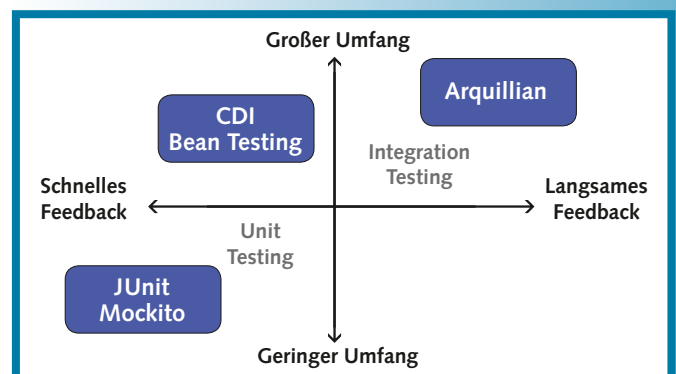 Großer Umfang
Arquillian
CDI
Bean Testing
Integration
Testing
Schnelles
Feedback
Langsames
Feedback
Unit
Testing
JUnit
Mockito
Geringer Umfang